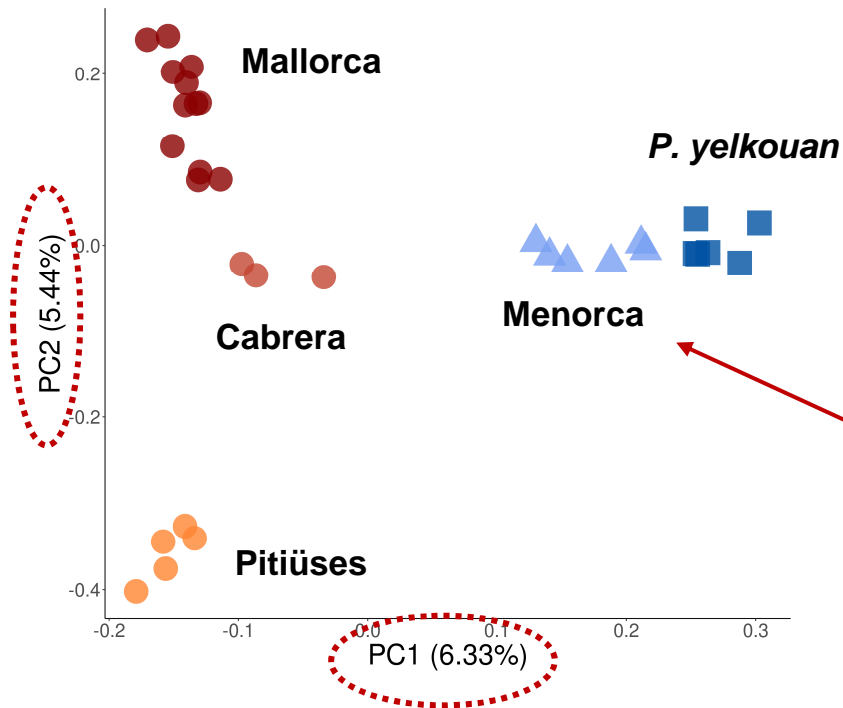 Mallorca
P. yelkouan
Menorca
Cabrera
Pitiüses
PC2 (5.44%)
0.2
0.0
-0.2
-0.4
-0.2
-0.1
0.0
0.1
0.2
0.3
PC1 (6.33%)